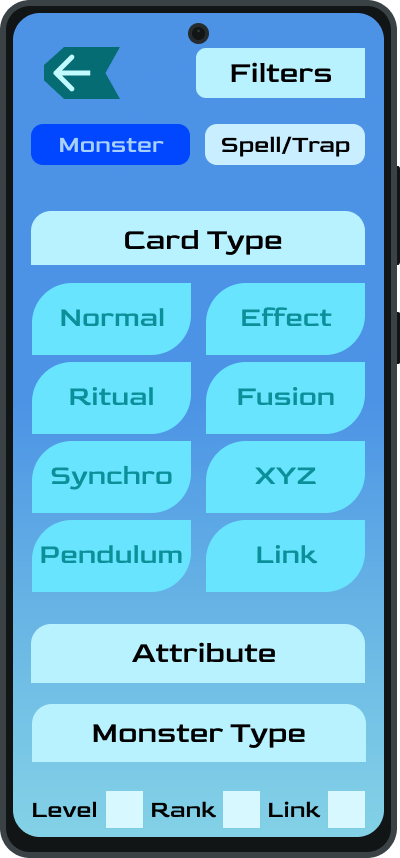 Filters
Monster Spell/Trap
Card Type
Normal Effect
Ritual Fusion
Synchro XYZ
Pendulum Link
Attribute
Monster Type
Level Rank Link